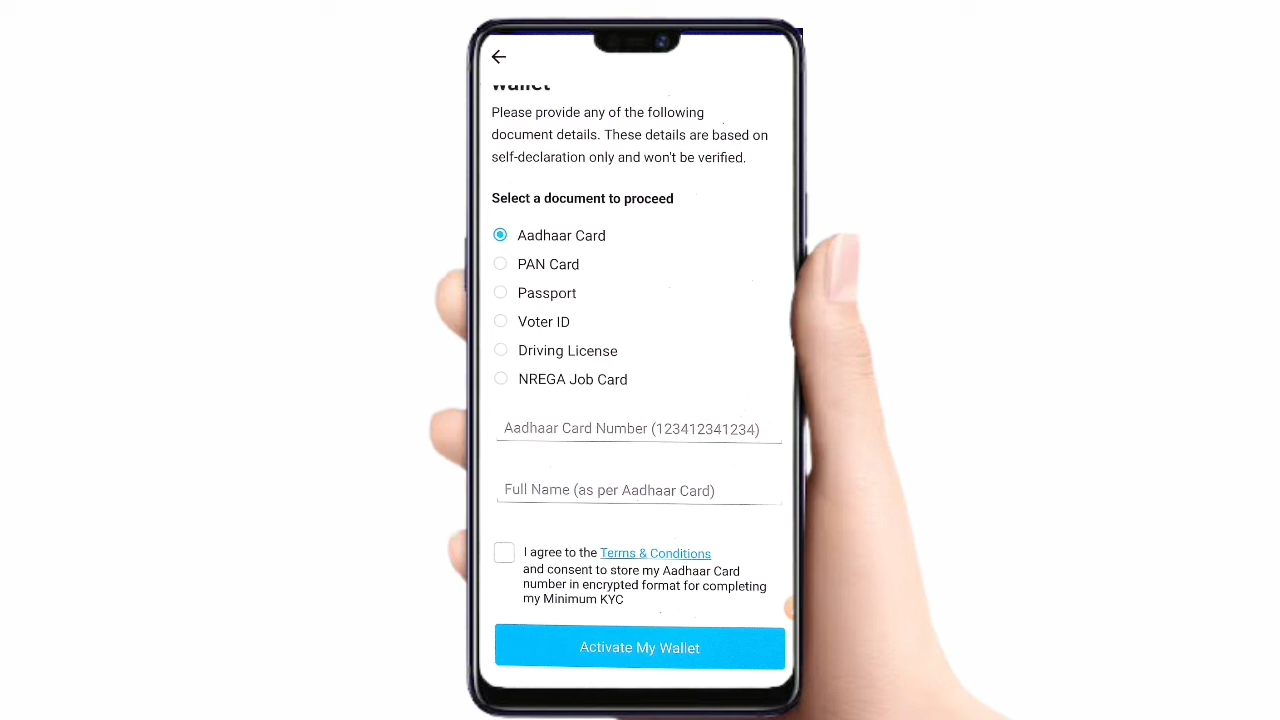 wallet
Please provide any of the following
document details. These details are based on
self-declaration only and won't be verified.
Select a document to proceed
Aadhaar Card
PAN Card
Passport
Voter ID
Driving License
NREGA Job Card
Aadhaar Card Number (123412341234)
Full Name (as per Aadhaar Card)
I agree to the Terms & Conditions
and consent to store my Aadhaar Card
number in encrypted format for completing
my Minimum KYC
Activate My Wallet